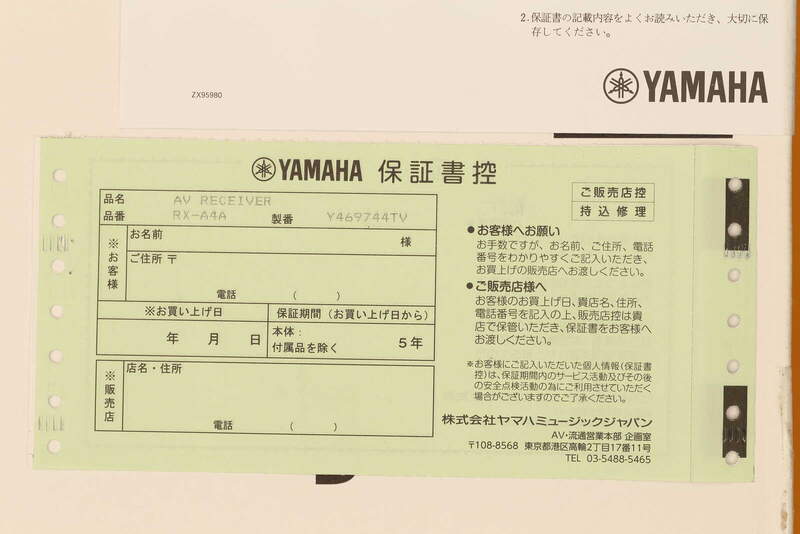 2.保証書の記載内容をよくお読みいただき、大切に保
存してください。
ZX95980
YAMAHA
YAMAHA 保証書控
品名 AV RECEIVER
品番 RX-A4A 製番 Y469744TV
※お客様
お名前 様
ご住所 〒
電話 ( )
※お買い上げ日 保証期間(お買い上げ日から)
年 月 日
本体:
付属品を除く 5年
※販売店
店名・住所
電話 ( )
ご販売店控
持込修理
●お客様へお願い
お手数ですが、お名前、ご住所、電話
番号をわかりやすくご記入いただき、
お買上げの販売店へお渡しください。
●ご販売店様へ
お客様のお買上げ日、貴店名、住所、
電話番号を記入の上、販売店控は貴
店で保管いただき、保証書をお客様へ
お渡しください。
※お客様にご記入いただいた個人情報(保証書
控)は、保証期間内のサービス活動及びその後
の安全点検活動の為にご利用させていただく
場合がございますのでご了承ください。
株式会社ヤマハミュージックジャパン
AV・流通営業本部 企画室
〒108-8568 東京都港区高輪2丁目17番11号
TEL 03-5488-5465